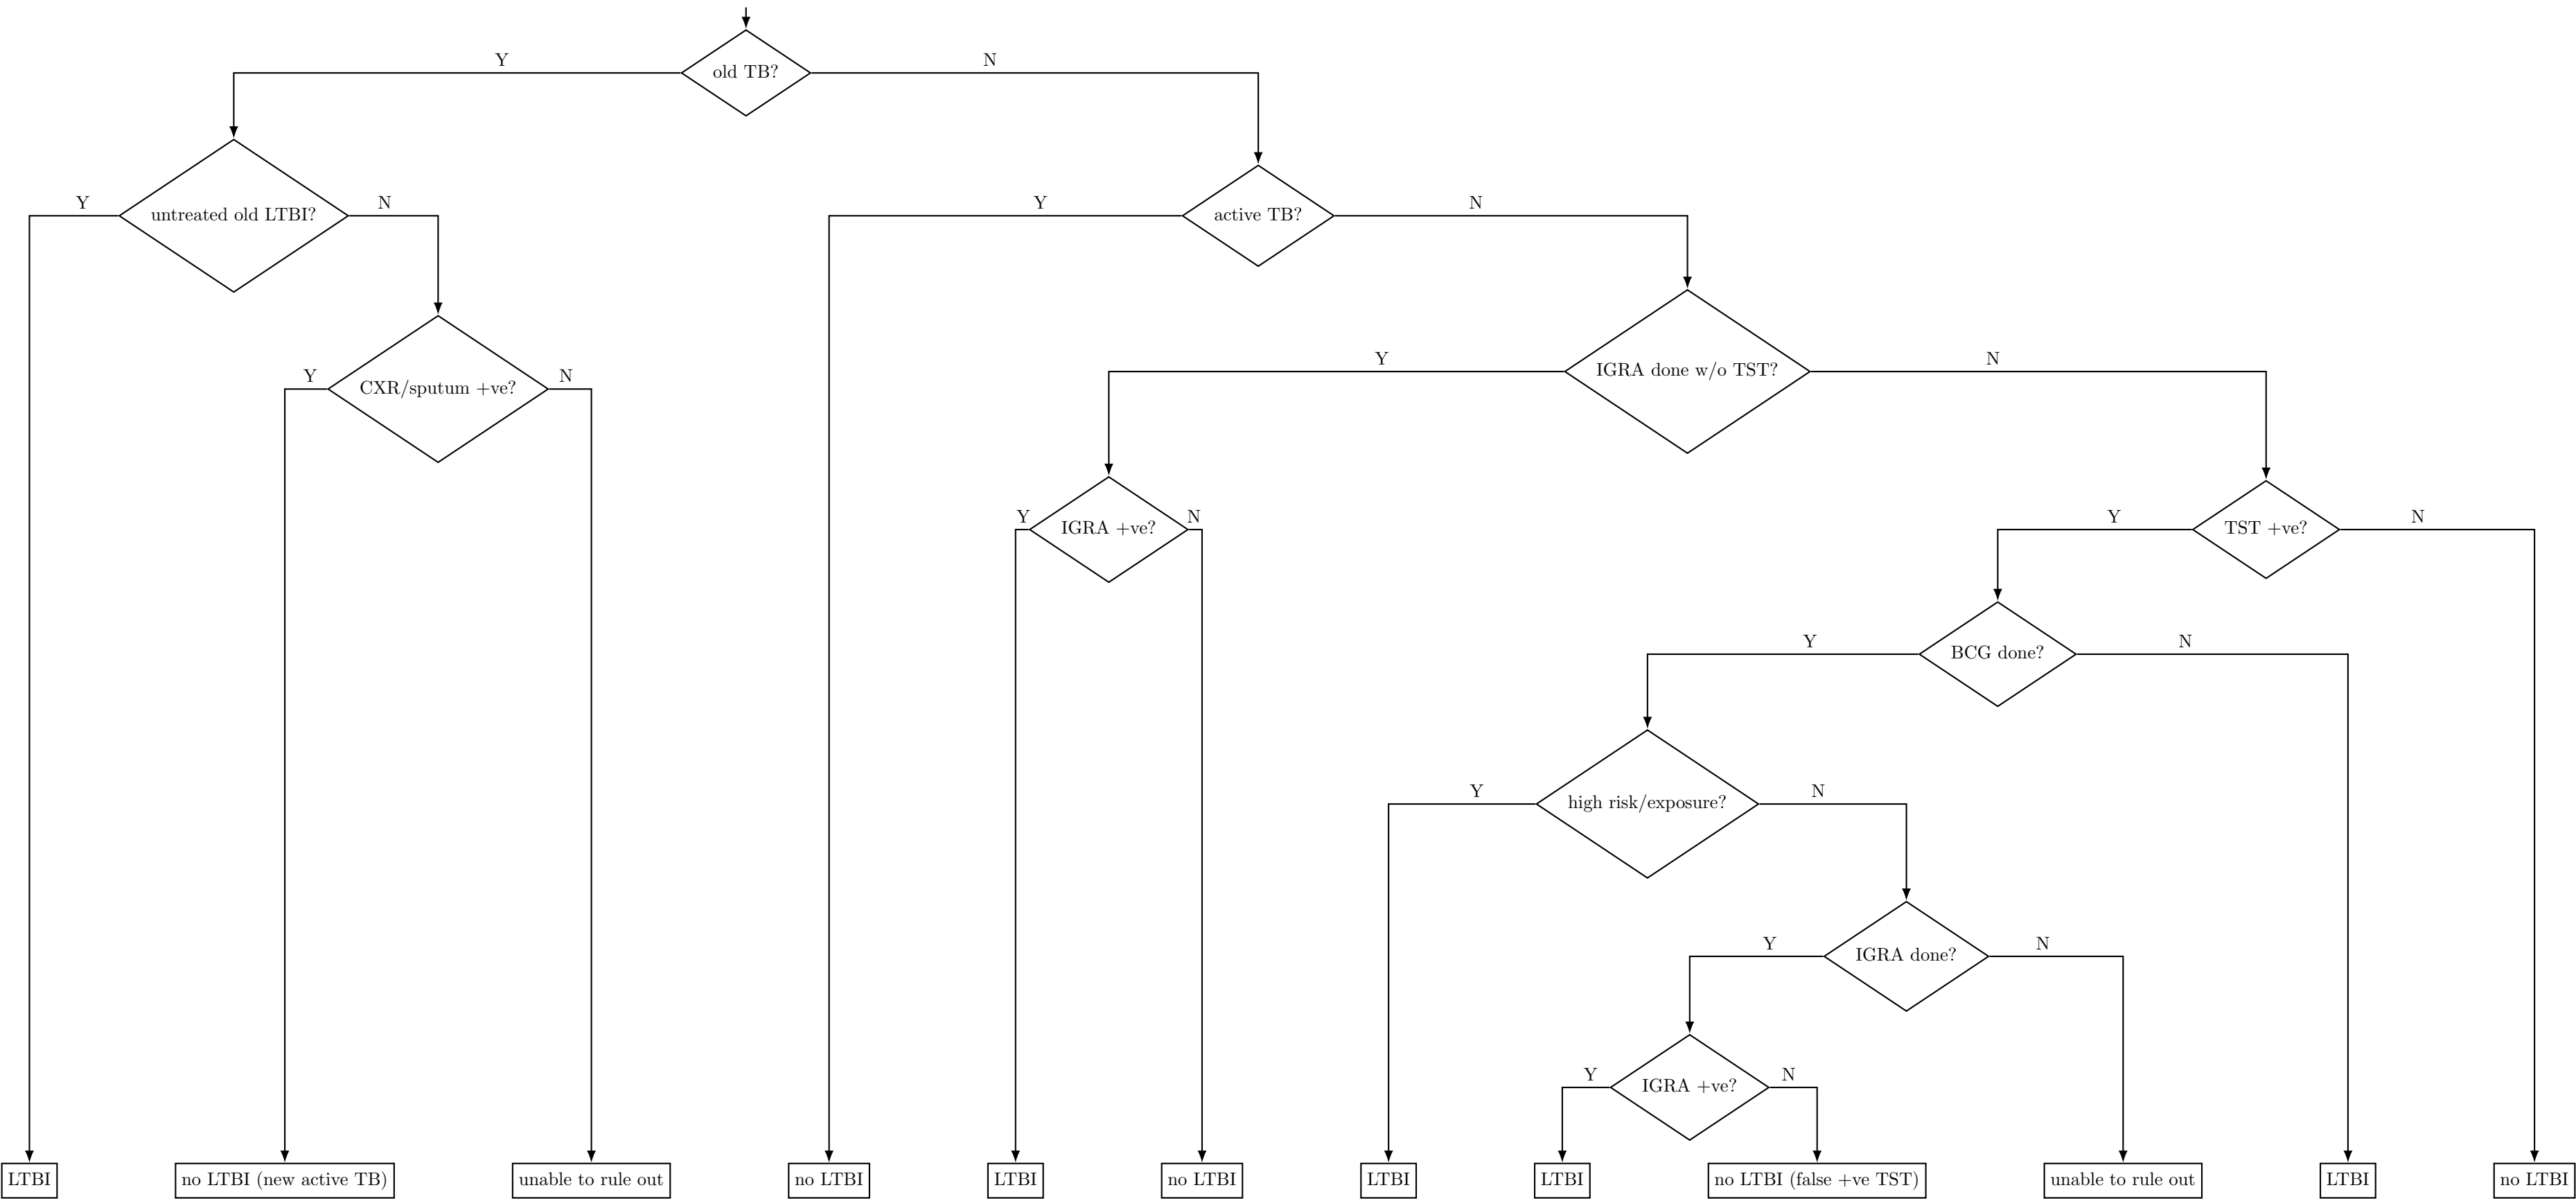 old TB?
Y
N
untreated old LTBI?
active TB?
Y
N
Y
N
IGRA done w/o TST?
CXR/sputum +ve?
Y
N
Y
N
IGRA +ve?
TST +ve?
Y
N
Y
N
BCG done?
Y
N
high risk/exposure?
Y
N
IGRA done?
Y
N
IGRA +ve?
Y
N
LTBI
no LTBI (new active TB)
unable to rule out
no LTBI
LTBI
no LTBI
LTBI
LTBI
no LTBI (false +ve TST)
unable to rule out
LTBI
no LTBI